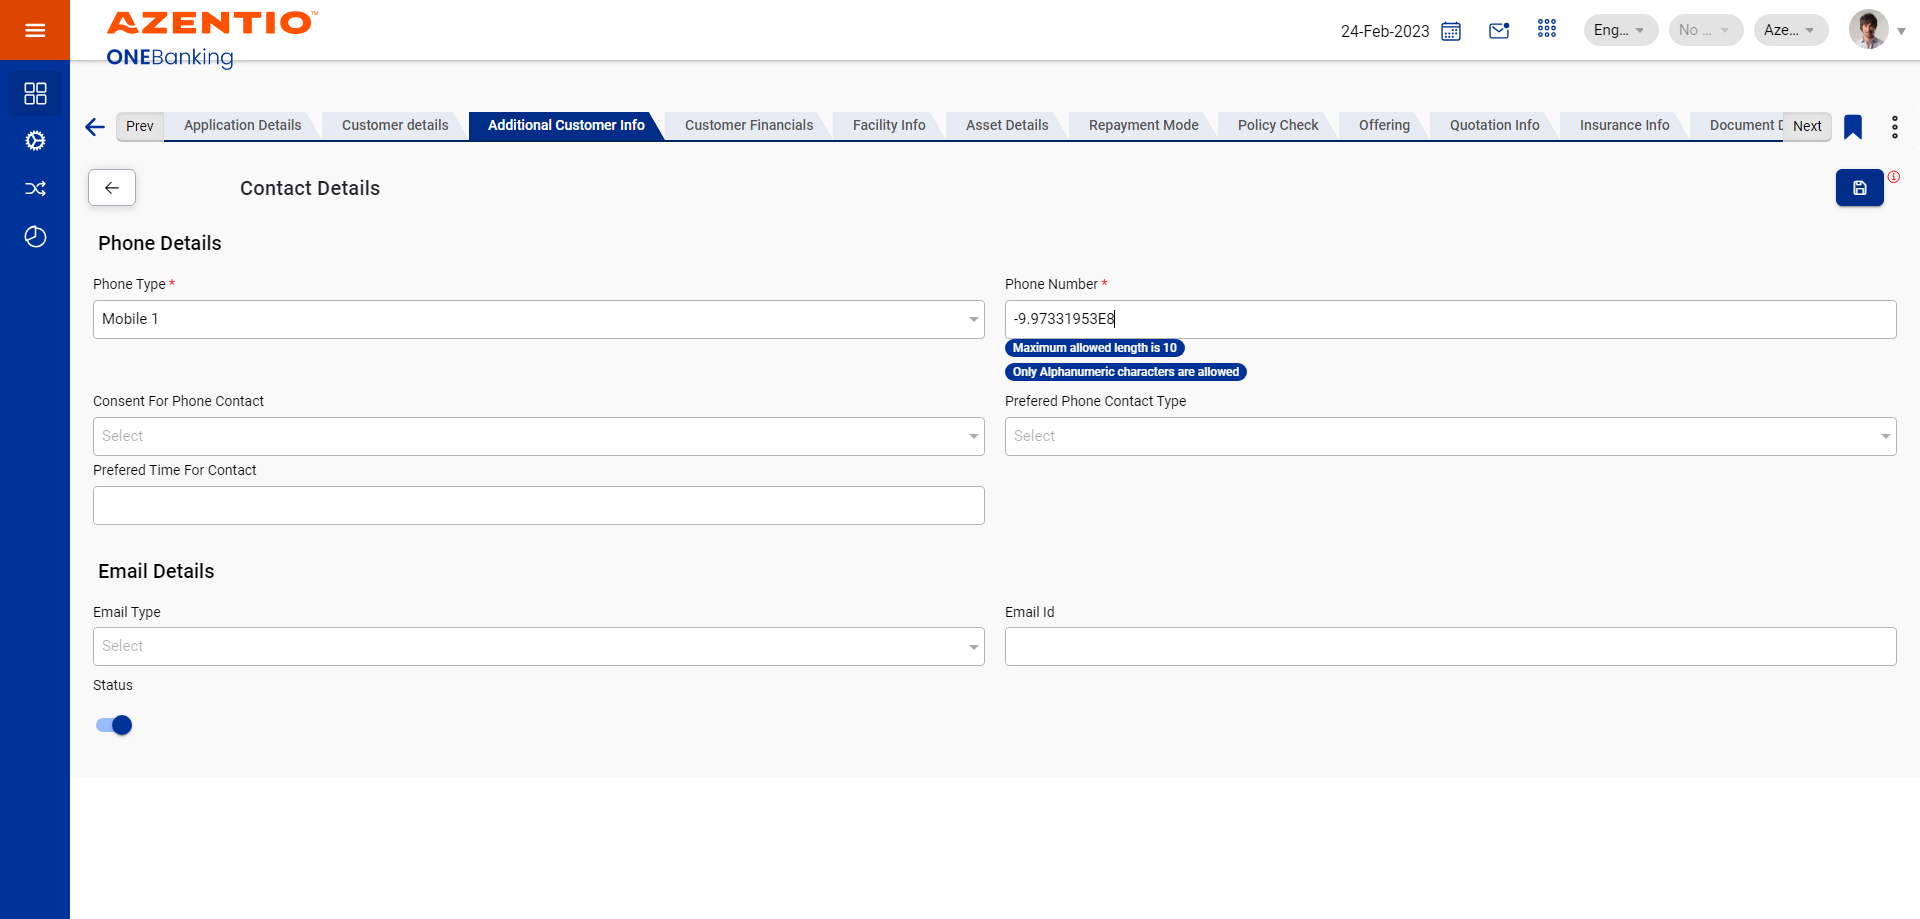 AZENTIO™
ONEBanking
24-Feb-2023
Eng...
No ...
Aze...
Prev
Application Details
Customer details
Additional Customer Info
Customer Financials
Facility Info
Asset Details
Repayment Mode
Policy Check
Offering
Quotation Info
Insurance Info
Document D
Next
Contact Details
Phone Details
Phone Type *
Phone Number *
Mobile 1
-9.97331953E8
Maximum allowed length is 10
Only Alphanumeric characters are allowed
Consent For Phone Contact
Prefered Phone Contact Type
Select
Select
Prefered Time For Contact
Email Details
Email Type
Email Id
Select
Status